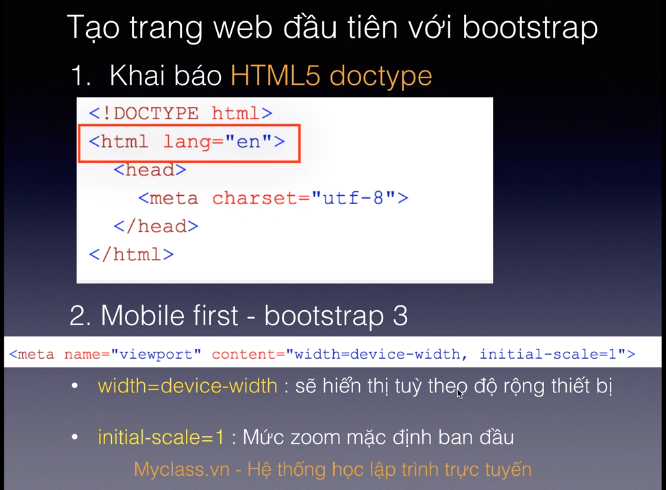 Tạo trang web đầu tiên với bootstrap
1. Khai báo HTML5 doctype
<!DOCTYPE html>
<html lang="en">
<head>
<meta charset="utf-8">
</head>
</html>
2. Mobile first - bootstrap 3
<meta name="viewport" content="width=device-width, initial-scale=1">
• width=device-width : sẽ hiển thị tuỳ theo độ rộng thiết bị
• initial-scale=1 : Mức zoom mặc định ban đầu
Myclass.vn - Hệ thống học lập trình trực tuyến